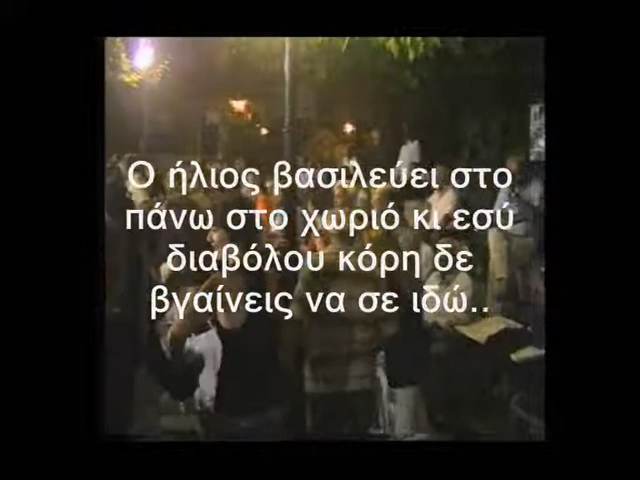 Ο ήλιος βασιλεύει στο
πάνω στο χωριό κι εσύ
διαβόλου κόρη δε
βγαίνεις να σε ιδώ..